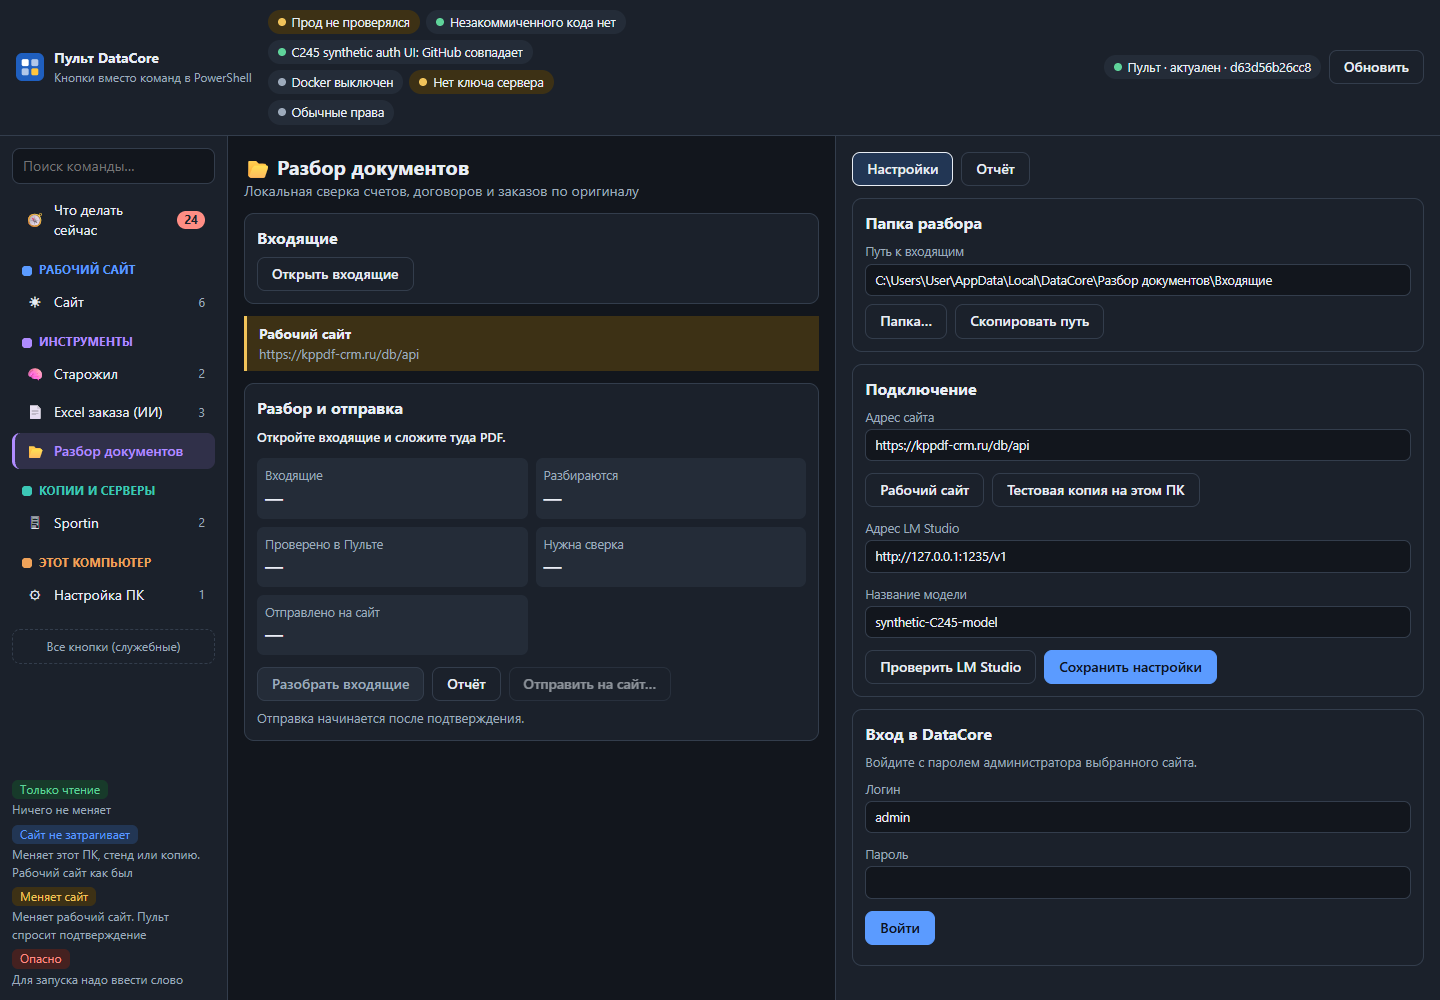 Пульт DataCore
Кнопки вместо команд в PowerShell
Прод не проверялся
Незакоммиченного кода нет
C245 synthetic auth UI: GitHub совпадает
Docker выключен
Нет ключа сервера
Обычные права
Пульт · актуален · d63d56b26cc8
Обновить
Поиск команды...
Что делать
сейчас
24
РАБОЧИЙ САЙТ
Сайт
6
ИНСТРУМЕНТЫ
Старожил
2
Excel заказа (ИИ)
3
Разбор документов
КОПИИ И СЕРВЕРЫ
Sportin
2
ЭТОТ КОМПЬЮТЕР
Настройка ПК
1
Все кнопки (служебные)
Только чтение
Ничего не меняет
Сайт не затрагивает
Меняет этот ПК, стенд или копию.
Рабочий сайт как был
Меняет сайт
Меняет рабочий сайт. Пульт
спросит подтверждение
Опасно
Для запуска надо ввести слово
Разбор документов
Локальная сверка счетов, договоров и заказов по оригиналу
Входящие
Открыть входящие
Рабочий сайт
https://kppdf-crm.ru/db/api
Разбор и отправка
Откройте входящие и сложите туда PDF.
Входящие
—
Разбираются
—
Проверено в Пульте
—
Нужна сверка
—
Отправлено на сайт
—
Разобрать входящие
Отчёт
Отправить на сайт...
Отправка начинается после подтверждения.
Настройки
Отчёт
Папка разбора
Путь к входящим
C:\Users\User\AppData\Local\DataCore\Разбор документов\Входящие
Папка...
Скопировать путь
Подключение
Адрес сайта
https://kppdf-crm.ru/db/api
Рабочий сайт
Тестовая копия на этом ПК
Адрес LM Studio
http://127.0.0.1:1235/v1
Название модели
synthetic-C245-model
Проверить LM Studio
Сохранить настройки
Вход в DataCore
Войдите с паролем администратора выбранного сайта.
Логин
admin
Пароль
Войти